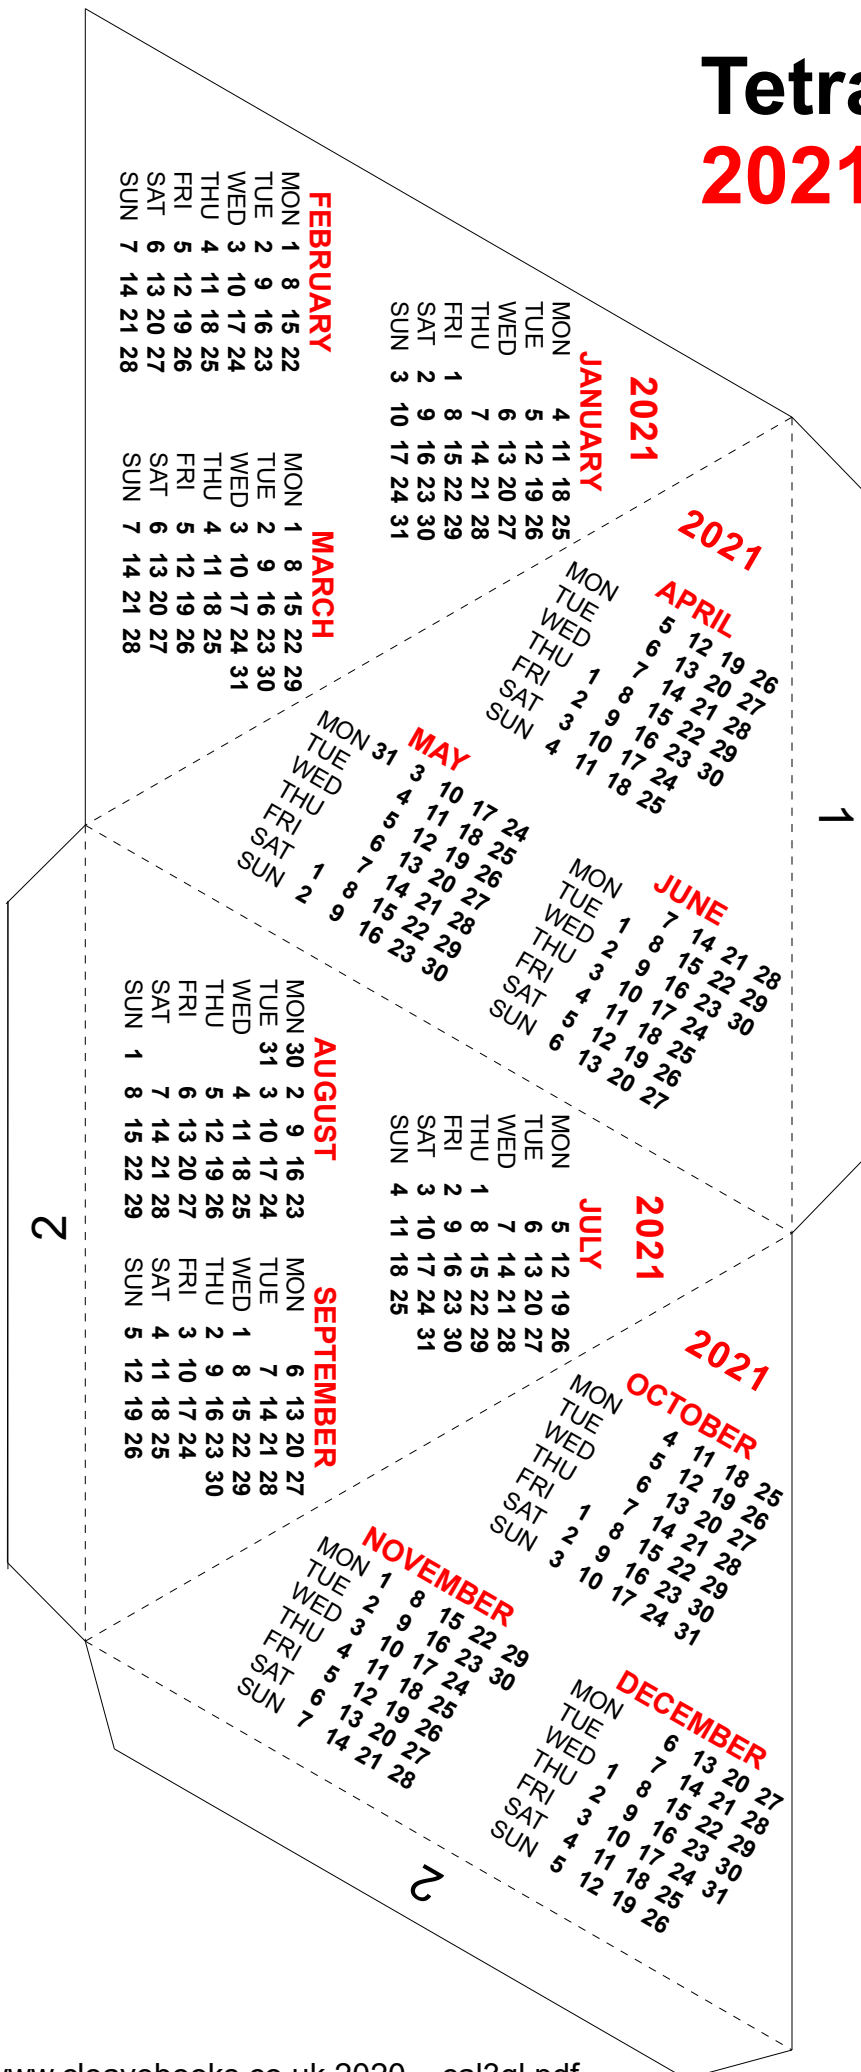 Tetra
2021
2021
JANUARY
MON 4 11 18 25
TUE 5 12 19 26
WED 6 13 20 27
THU 7 14 21 28
FRI 1 8 15 22 29
SAT 2 9 16 23 30
SUN 3 10 17 24 31
FEBRUARY
MON 1 8 15 22
TUE 2 9 16 23
WED 3 10 17 24
THU 4 11 18 25
FRI 5 12 19 26
SAT 6 13 20 27
SUN 7 14 21 28
MARCH
MON 1 8 15 22 29
TUE 2 9 16 23 30
WED 3 10 17 24 31
THU 4 11 18 25
FRI 5 12 19 26
SAT 6 13 20 27
SUN 7 14 21 28
2021
APRIL
MON 5 12 19 26
TUE 6 13 20 27
WED 7 14 21 28
THU 1 8 15 22 29
FRI 2 9 16 23 30
SAT 3 10 17 24
SUN 4 11 18 25
MAY
MON 31 3 10 17 24
TUE 4 11 18 25
WED 5 12 19 26
THU 6 13 20 27
FRI 7 14 21 28
SAT 1 8 15 22 29
SUN 2 9 16 23 30
JUNE
MON 7 14 21 28
TUE 1 8 15 22 29
WED 2 9 16 23 30
THU 3 10 17 24
FRI 4 11 18 25
SAT 5 12 19 26
SUN 6 13 20 27
1
2021
JULY
MON 5 12 19 26
TUE 6 13 20 27
WED 7 14 21 28
THU 1 8 15 22 29
FRI 2 9 16 23 30
SAT 3 10 17 24 31
SUN 4 11 18 25
AUGUST
MON 30 2 9 16 23
TUE 31 3 10 17 24
WED 4 11 18 25
THU 5 12 19 26
FRI 6 13 20 27
SAT 7 14 21 28
SUN 1 8 15 22 29
SEPTEMBER
MON 6 13 20 27
TUE 7 14 21 28
WED 1 8 15 22 29
THU 2 9 16 23 30
FRI 3 10 17 24
SAT 4 11 18 25
SUN 5 12 19 26
2
2021
OCTOBER
MON 4 11 18 25
TUE 5 12 19 26
WED 6 13 20 27
THU 7 14 21 28
FRI 1 8 15 22 29
SAT 2 9 16 23 30
SUN 3 10 17 24 31
NOVEMBER
MON 1 8 15 22 29
TUE 2 9 16 23 30
WED 3 10 17 24
THU 4 11 18 25
FRI 5 12 19 26
SAT 6 13 20 27
SUN 7 14 21 28
DECEMBER
MON 6 13 20 27
TUE 7 14 21 28
WED 1 8 15 22 29
THU 2 9 16 23 30
FRI 3 10 17 24 31
SAT 4 11 18 25
SUN 5 12 19 26
2